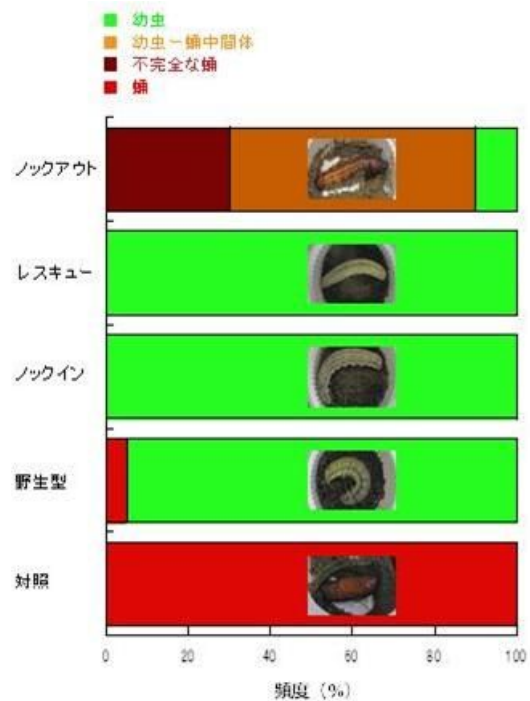 幼虫
幼虫－蛹中間体
不完全な蛹
蛹
ノックアウト
レスキュー
ノックイン
野生型
対照
0 20 40 60 80 100
頻度（%）